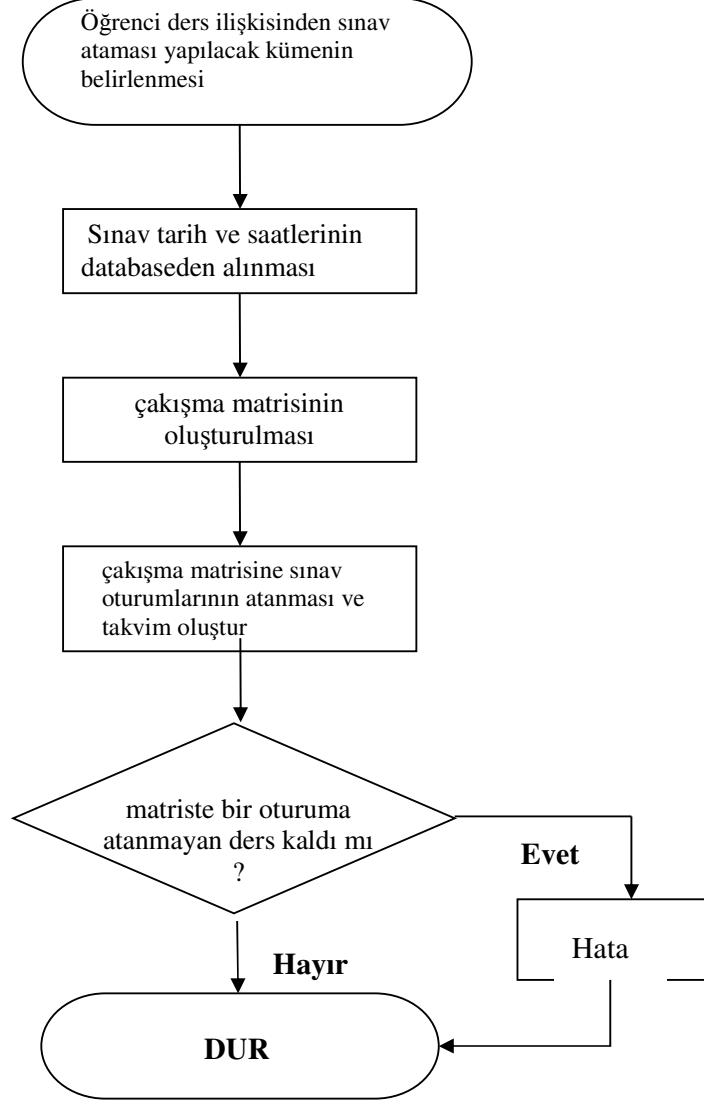 Öğrenci ders ilişkisinden sınav
ataması yapılacak kümenin
belirlenmesi
Sınav tarih ve saatlerinin
databaseden alınması
çakışma matrisinin
oluşturulması
çakışma matrisine sınav
oturumlarının atanması ve
takvim oluştur
matriste bir oturuma
atanmayan ders kaldı mı
?
Evet
Hata
Hayır
DUR